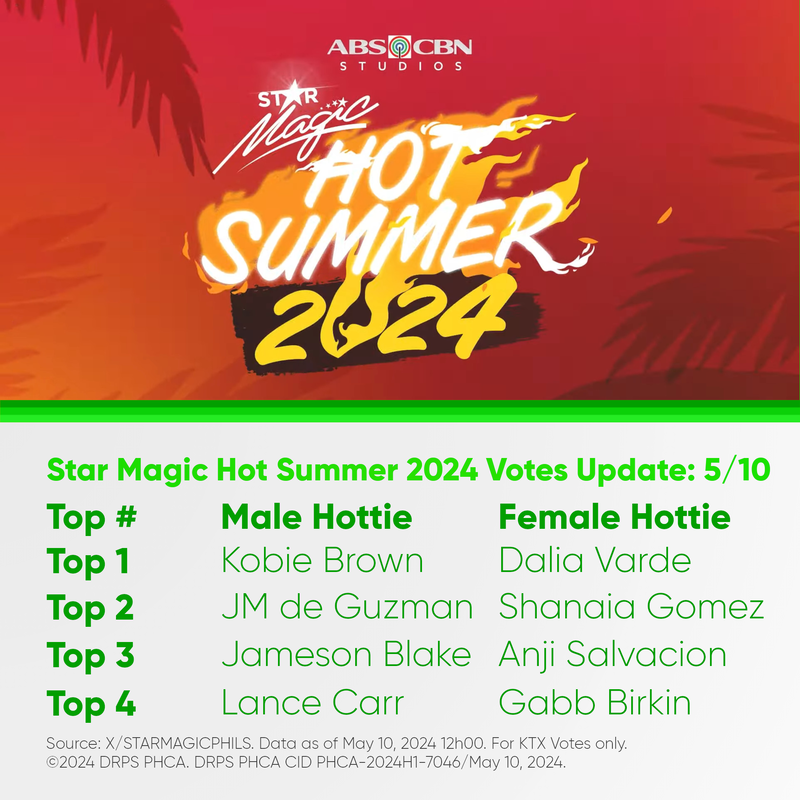 ABS CBN
STUDIOS
STAR
Magic
HOT
SUMMER
2024
Star Magic Hot Summer 2024 Votes Update: 5/10
Top # Male Hottie Female Hottie
Top 1 Kobie Brown Dalia Varde
Top 2 JM de Guzman Shanaia Gomez
Top 3 Jameson Blake Anji Salvacion
Top 4 Lance Carr Gabb Birkin
Source: X/STARMAGICPHILS. Data as of May 10, 2024 12h00. For KTX Votes only.
©2024 DRPS PHCA. DRPS PHCA CID PHCA-2024H1-7046/May 10, 2024.